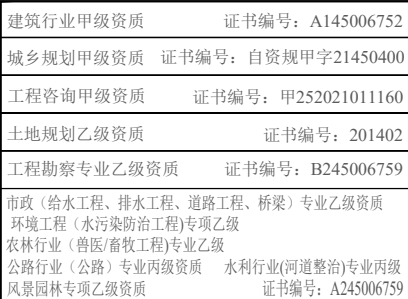 建筑行业甲级资质 证书编号：A145006752
城乡规划甲级资质 证书编号：自资规甲字21450400
工程咨询甲级资质 证书编号：甲252021011160
土地规划乙级资质 证书编号：201402
工程勘察专业乙级资质 证书编号：B245006759
市政（给水工程、排水工程、道路工程、桥梁）专业乙级资质
环境工程（水污染防治工程)专项乙级
农林行业（兽医/畜牧工程)专业乙级
公路行业（公路）专业丙级资质 水利行业(河道整治)专业丙级
风景园林专项乙级资质 证书编号：A245006759